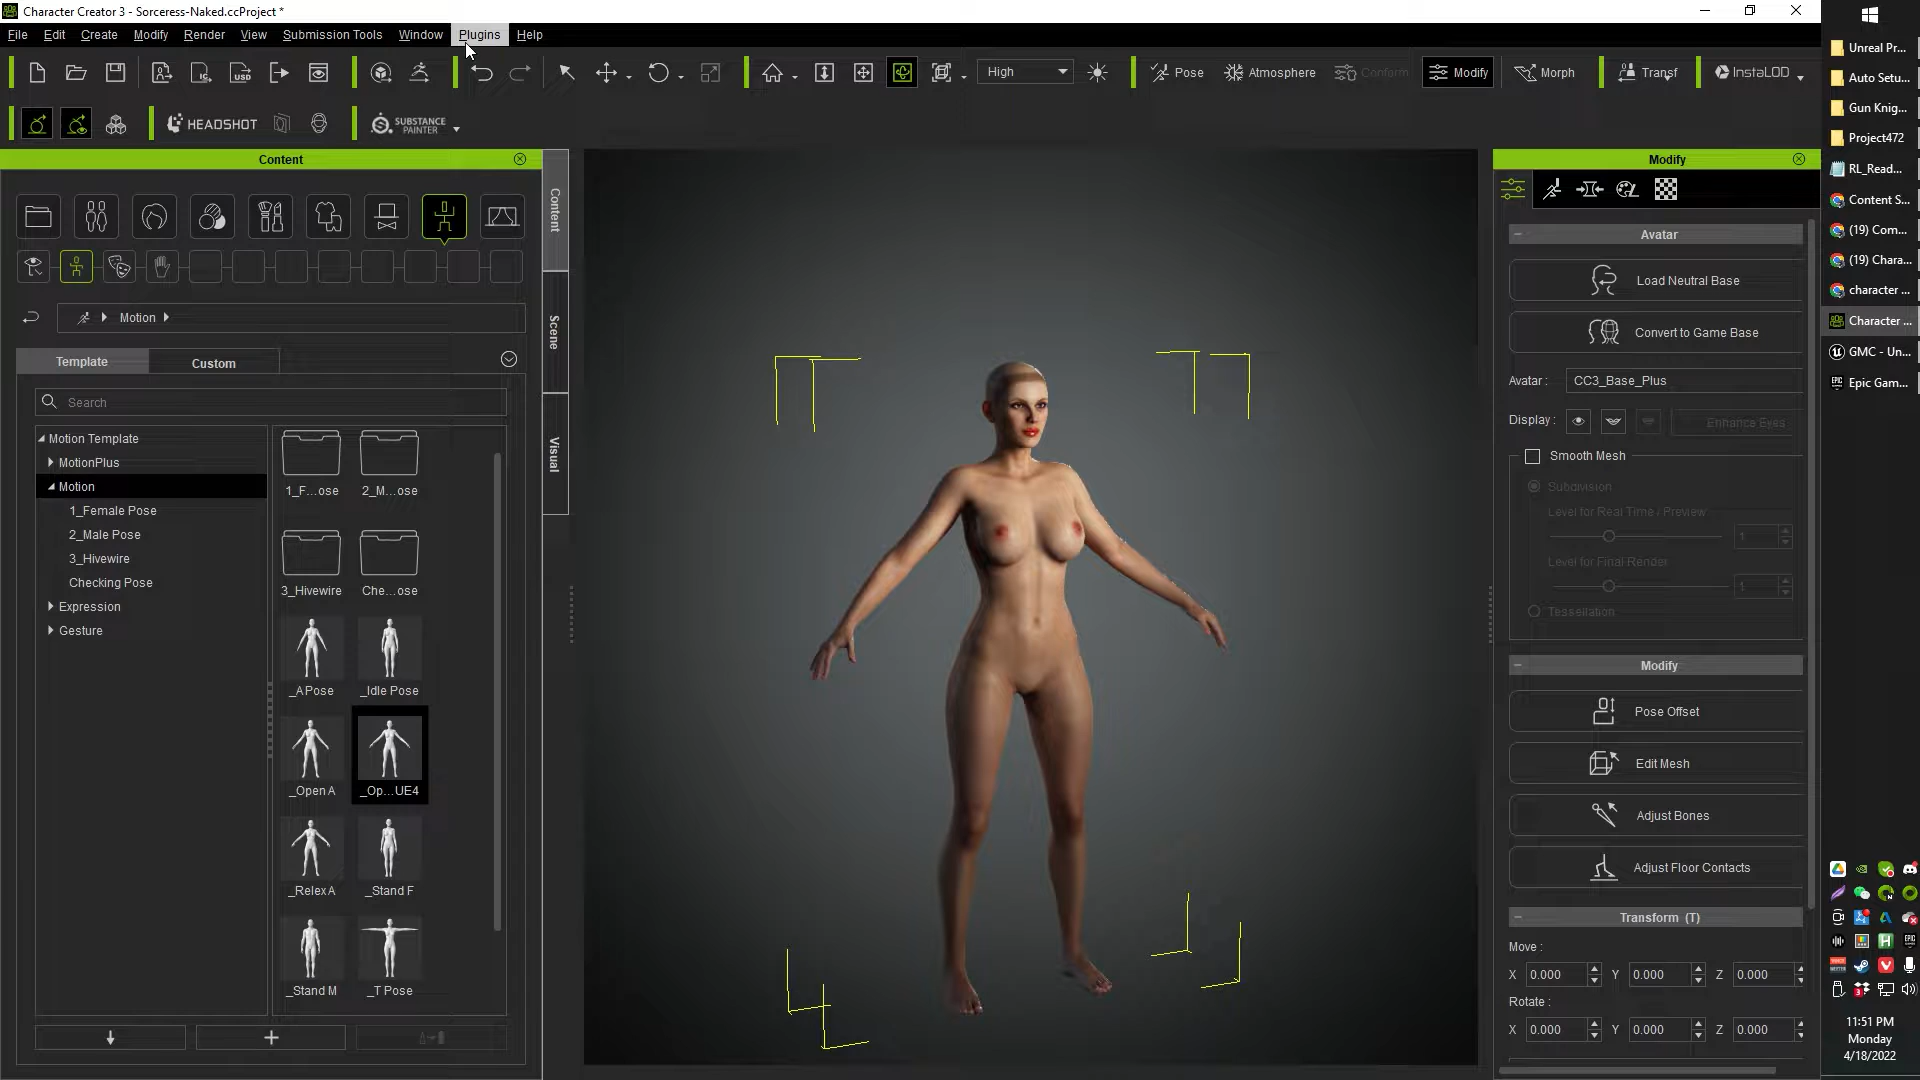 Character Creator 3 - Sorceress-Naked.ccProject *
File Edit Create Modify Render View Submission Tools Window Plugins Help
High Pose Atmosphere Conform Modify Morph Transf InstaLOD
HEADSHOT SUBSTANCE PAINTER
Content
Motion
Template Custom
Search
Motion Template
MotionPlus
Motion
1_Female Pose
2_Male Pose
3_Hivewire
Checking Pose
Expression
Gesture
1_F...ose 2_M...ose
3_Hivewire Che...ose
_APose _Idle Pose
_Open A _Op...UE4
_Relex A _Stand F
_Stand M _T Pose
Content
Scene
Visual
Modify
Avatar
Load Neutral Base
Convert to Game Base
Avatar : CC3_Base_Plus
Display : Enhance Eyes
Smooth Mesh
Subdivision
Level for Real Time / Preview
1
Level for Final Render
1
Tessellation
Modify
Pose Offset
Edit Mesh
Adjust Bones
Adjust Floor Contacts
Transform (T)
Move :
X 0.000 Y 0.000 Z 0.000
Rotate :
X 0.000 Y 0.000 Z 0.000
Unreal Pr...
Auto Setu...
Gun Knig...
Project472
RL_Read...
Content S...
(19) Com...
(19) Chara...
character ...
Character ...
GMC - Un...
Epic Gam...
11:51 PM
Monday
4/18/2022